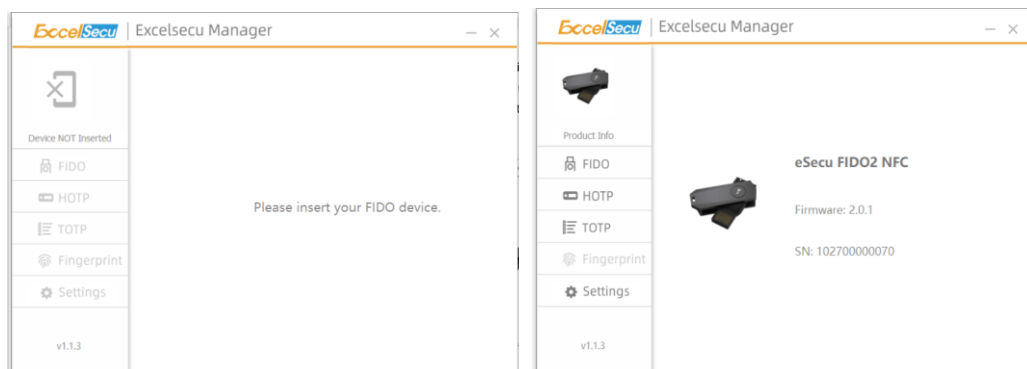 ExcelSecu | Excelsecu Manager
Device NOT Inserted
FIDO
HOTP
TOTP
Fingerprint
Settings
v1.1.3
Please insert your FIDO device.
ExcelSecu | Excelsecu Manager
Product Info
FIDO
HOTP
TOTP
Fingerprint
Settings
v1.1.3
eSecu FIDO2 NFC
Firmware: 2.0.1
SN: 102700000070